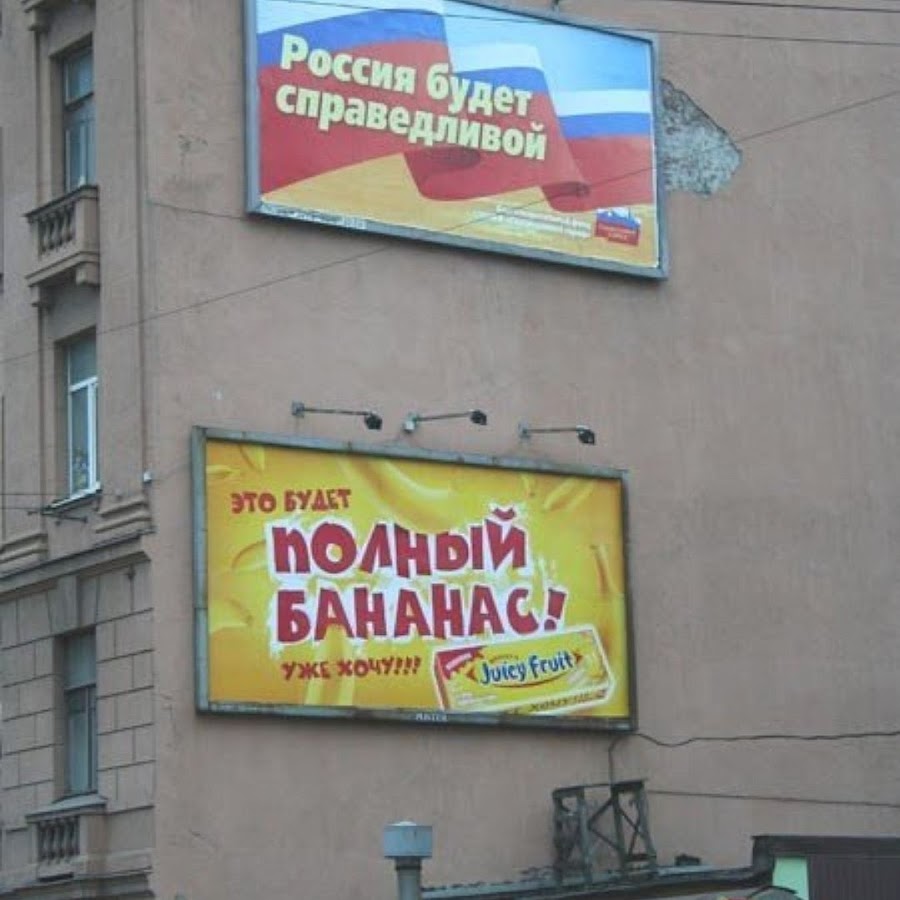 Россия будет
справедливой
ЭТО БУДЕТ
ПОЛНЫЙ
БАНАНАС!
УЖЕ ХОЧУ!!!
Juicy Fruit